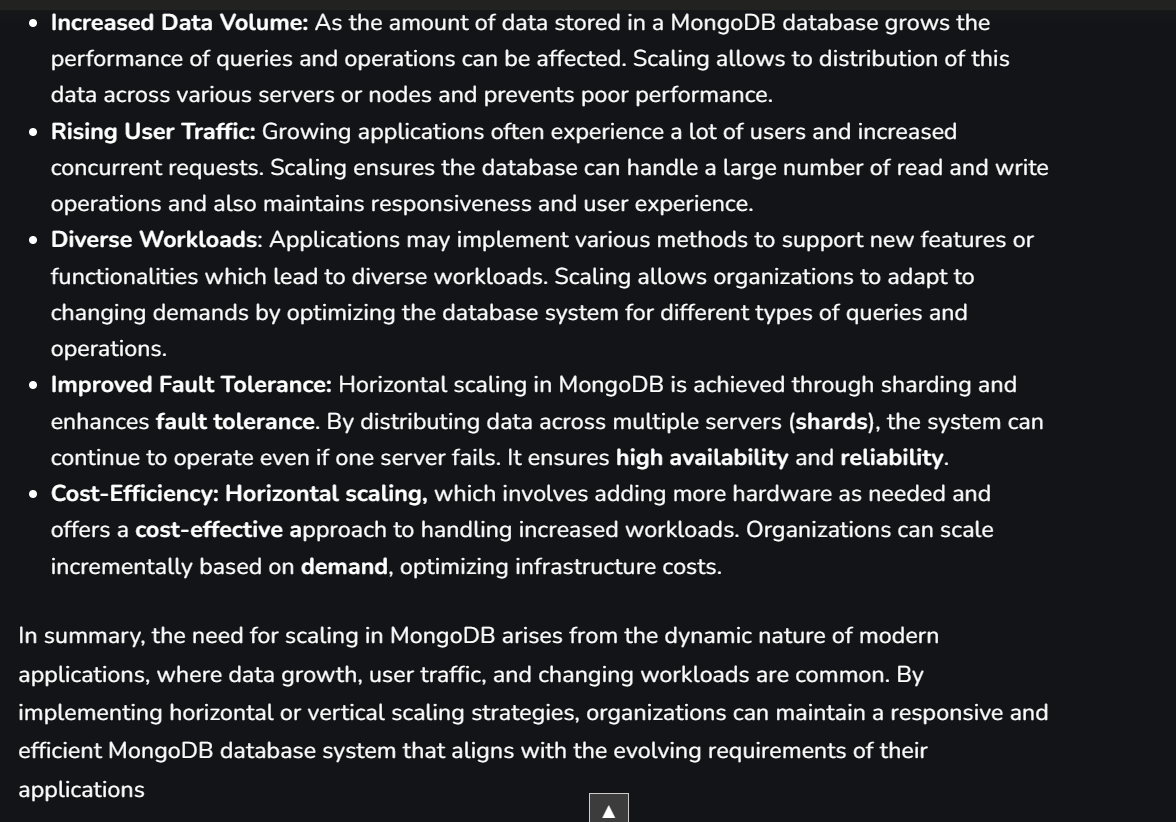 Increased Data Volume: As the amount of data stored in a MongoDB database grows the
performance of queries and operations can be affected. Scaling allows to distribution of this
data across various servers or nodes and prevents poor performance.
Rising User Traffic: Growing applications often experience a lot of users and increased
concurrent requests. Scaling ensures the database can handle a large number of read and write
operations and also maintains responsiveness and user experience.
Diverse Workloads: Applications may implement various methods to support new features or
functionalities which lead to diverse workloads. Scaling allows organizations to adapt to
changing demands by optimizing the database system for different types of queries and
operations.
Improved Fault Tolerance: Horizontal scaling in MongoDB is achieved through sharding and
enhances fault tolerance. By distributing data across multiple servers (shards), the system can
continue to operate even if one server fails. It ensures high availability and reliability.
Cost-Efficiency: Horizontal scaling, which involves adding more hardware as needed and
offers a cost-effective approach to handling increased workloads. Organizations can scale
incrementally based on demand, optimizing infrastructure costs.
In summary, the need for scaling in MongoDB arises from the dynamic nature of modern
applications, where data growth, user traffic, and changing workloads are common. By
implementing horizontal or vertical scaling strategies, organizations can maintain a responsive and
efficient MongoDB database system that aligns with the evolving requirements of their
applications